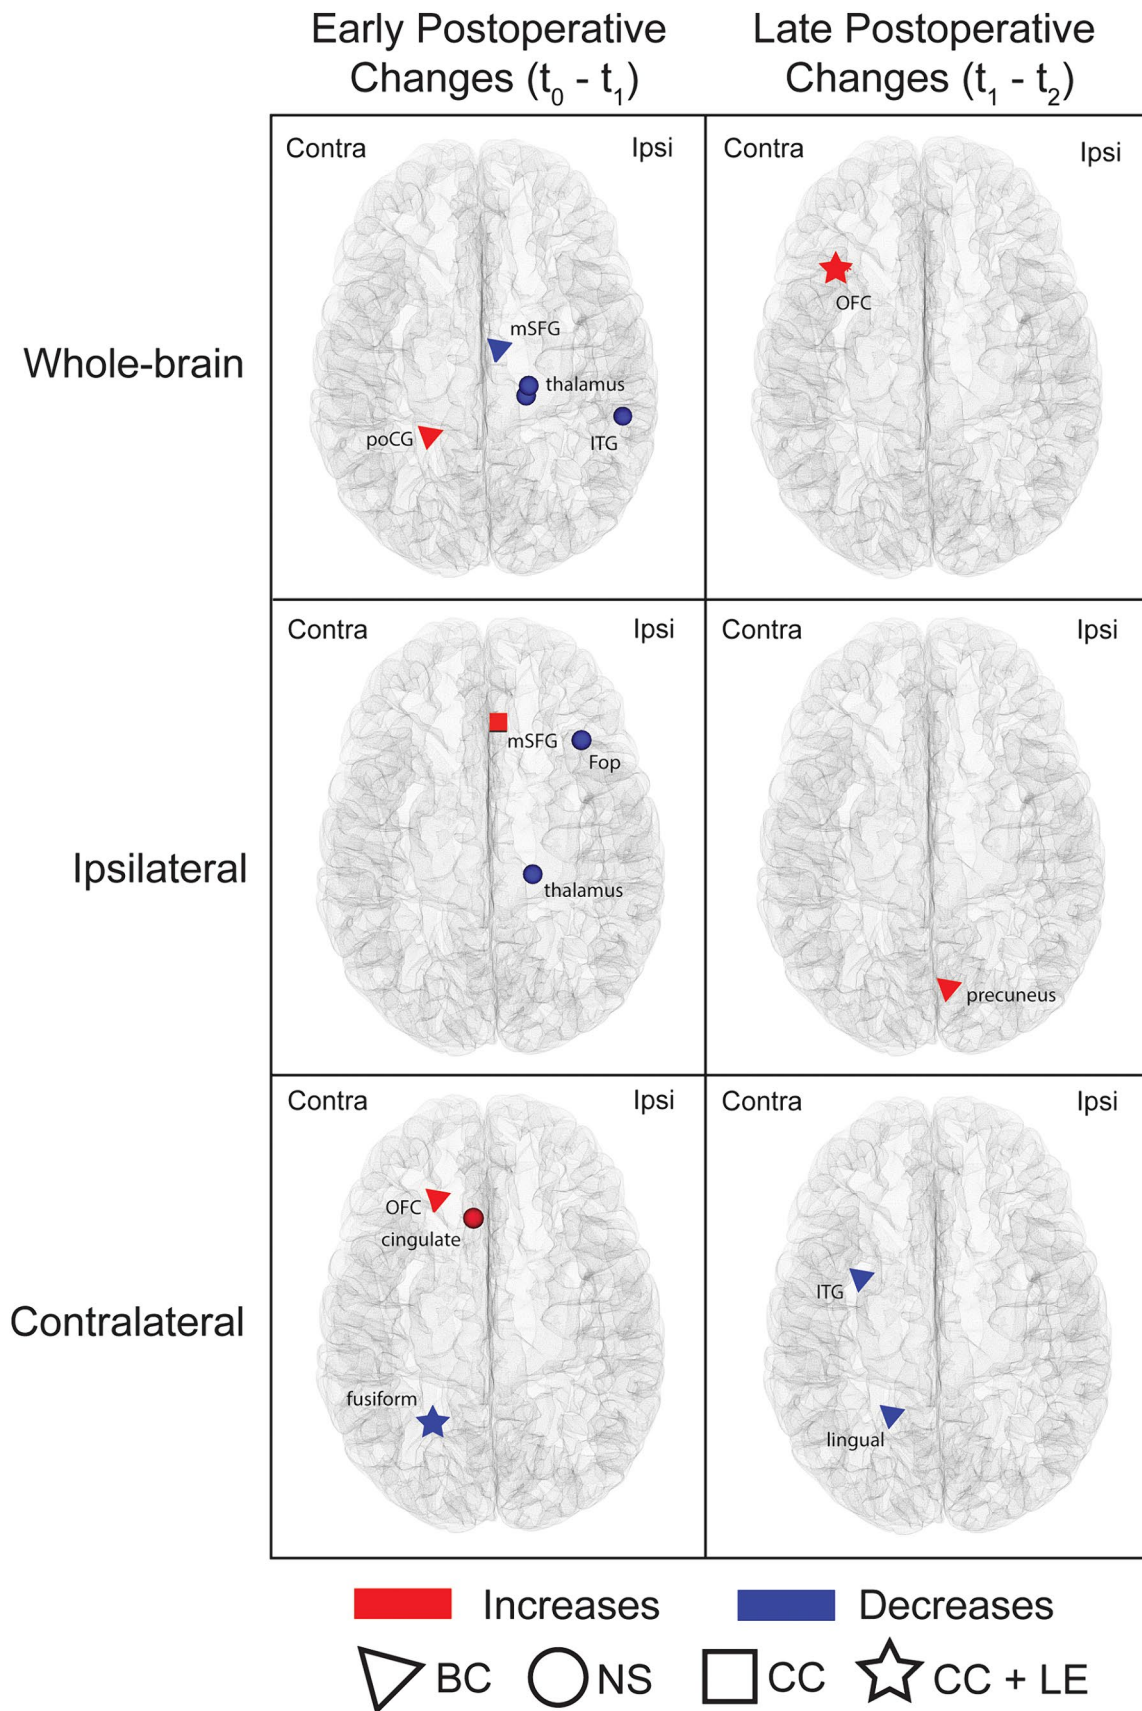 Early Postoperative
Changes (t0 - t1)
Late Postoperative
Changes (t1 - t2)
Whole-brain
Contra
Ipsi
mSFG
thalamus
poCG
ITG
Contra
Ipsi
OFC
Ipsilateral
Contra
Ipsi
mSFG
Fop
thalamus
Contra
Ipsi
precuneus
Contralateral
Contra
Ipsi
OFC
cingulate
fusiform
Contra
Ipsi
ITG
lingual
Increases
Decreases
BC
NS
CC
CC + LE